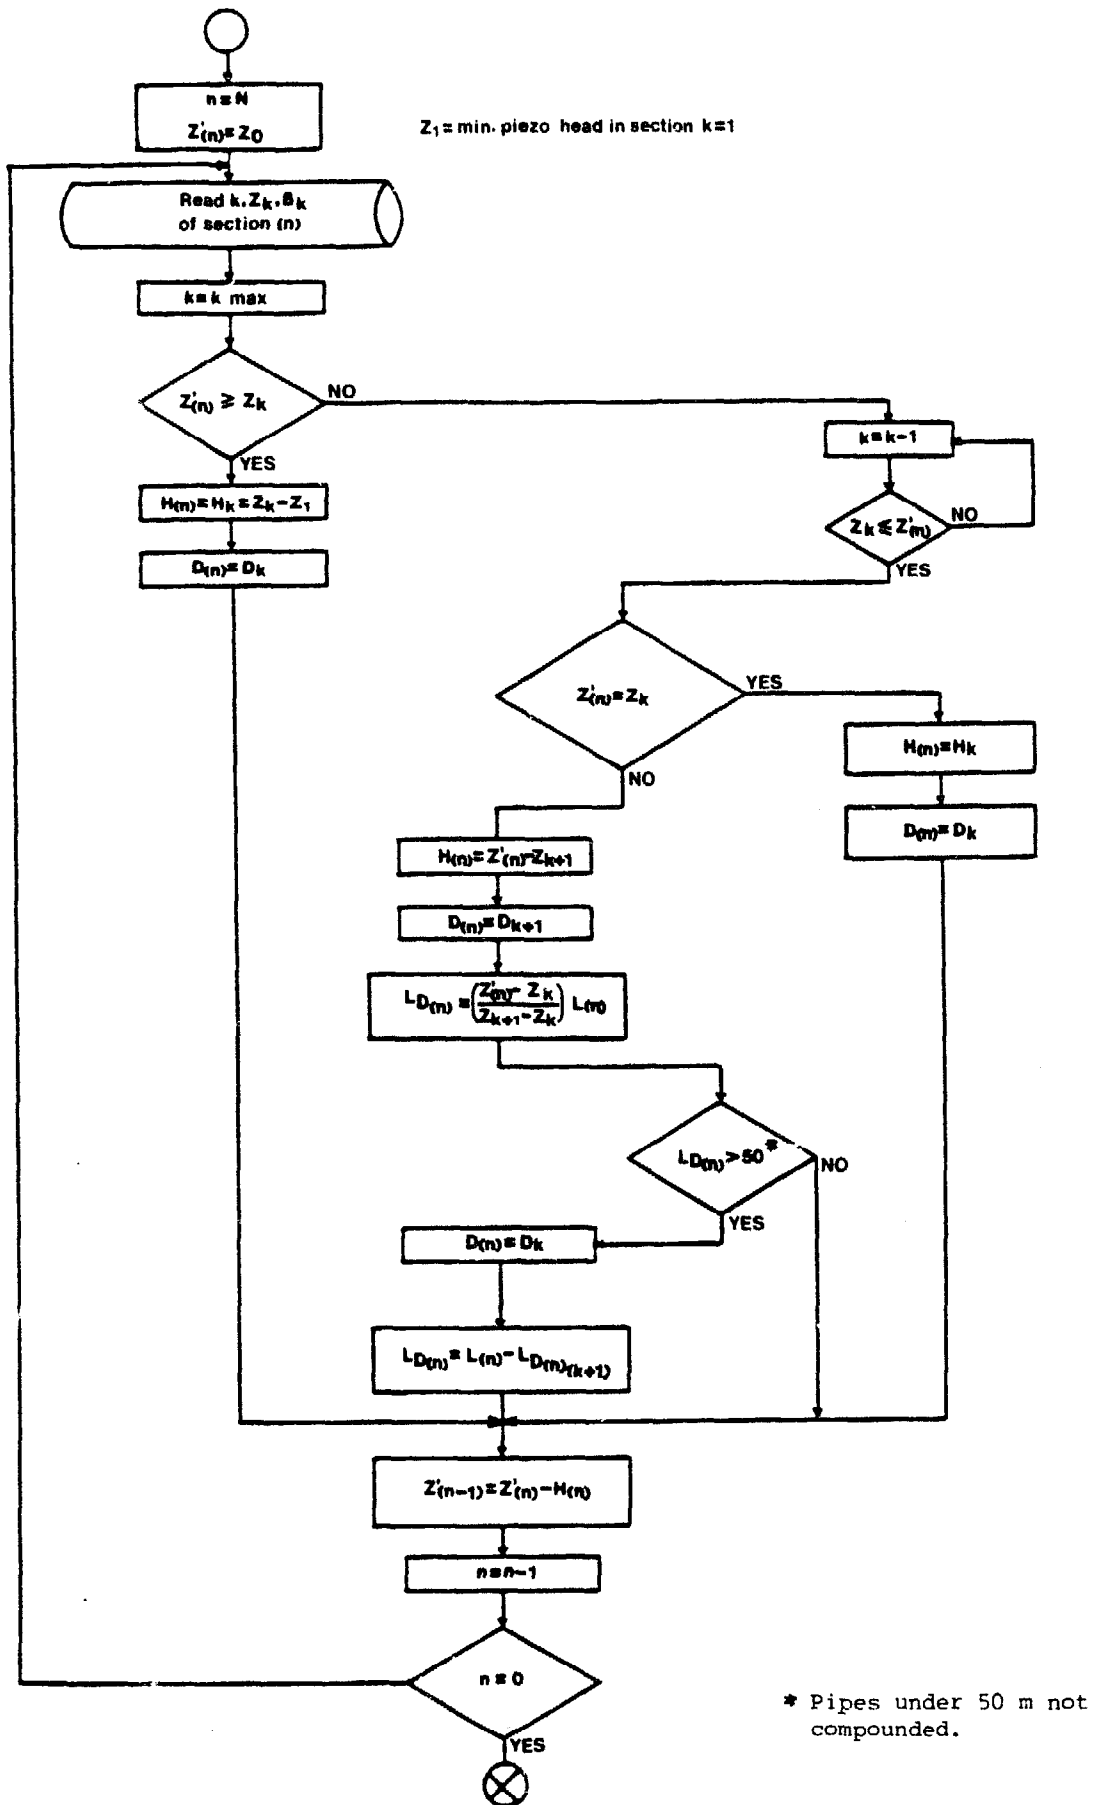 n = N
Z'(n) = Z0
Z1 = min. piezo head in section k=1
Read k, Zk, Bk
of section (n)
k = k max
Z'(n) ≥ Zk
NO
YES
k = k-1
H(n) = Hk = Zk - Z1
Zk ≤ Z'(n)
NO
YES
D(n) = Dk
Z'(n) = Zk
YES
NO
H(n) = Hk
D(n) = Dk
H(n) = Z'(n) - Zk+1
D(n) = Dk+1
LD(n) = (Z'(n) - Zk / Zk+1 - Zk) L(n)
LD(n) > 50 *
NO
YES
D(n) = Dk
LD(n) = L(n) - LD(n)(k+1)
Z'(n-1) = Z'(n) - H(n)
n = n-1
n = 0
YES
* Pipes under 50 m not
compounded.